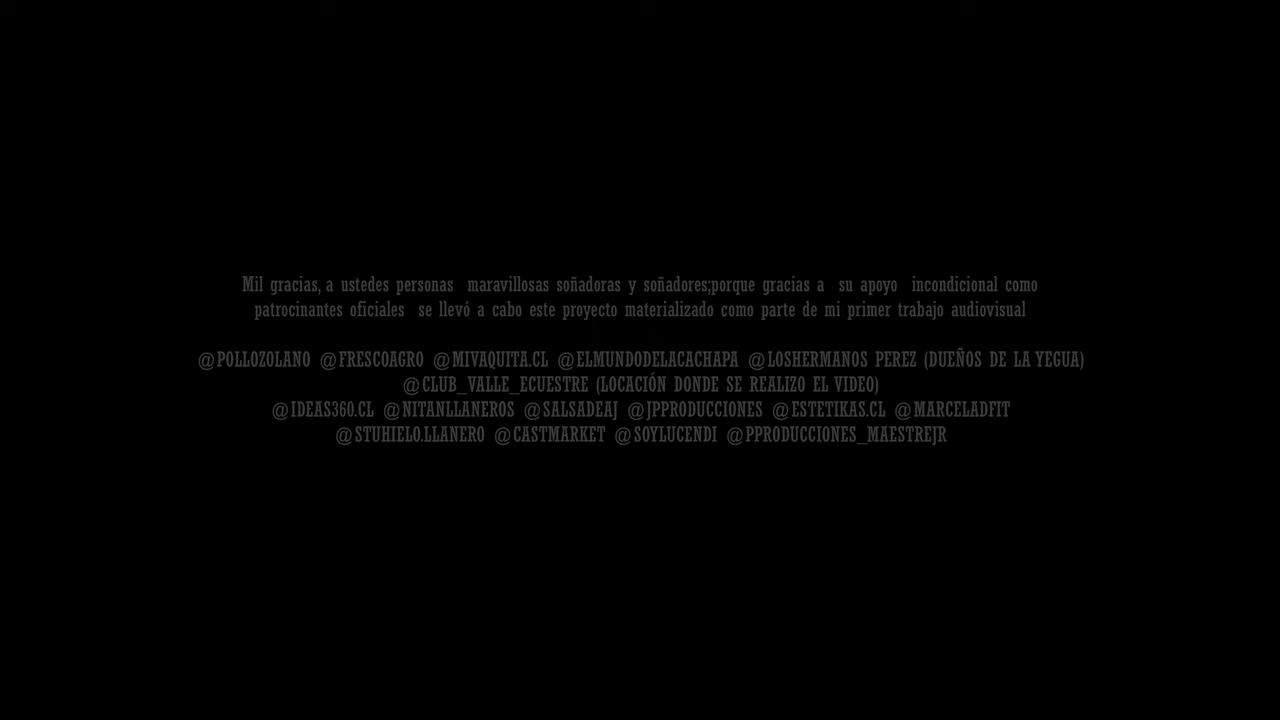 Mil gracias, a ustedes personas maravillosas soñadoras y soñadores;porque gracias a su apoyo incondicional como
patrocinantes oficiales se llevó a cabo este proyecto materializado como parte de mi primer trabajo audiovisual
@POLLOZOLANO @FRESCOAGRO @MIVAQUITA.CL @ELMUNDODELACACHAPA @LOSHERMANOS PEREZ (DUEÑOS DE LA YEGUA)
@CLUB_VALLE_ECUESTRE (LOCACIÓN DONDE SE REALIZO EL VIDEO)
@IDEAS360.CL @NITANLLANEROS @SALSADEAJ @JPPRODUCCIONES @ESTETIKAS.CL @MARCELADFIT
@STUHIELO.LLANERO @CASTMARKET @SOYLUCENDI @PPRODUCCIONES_MAESTREJR